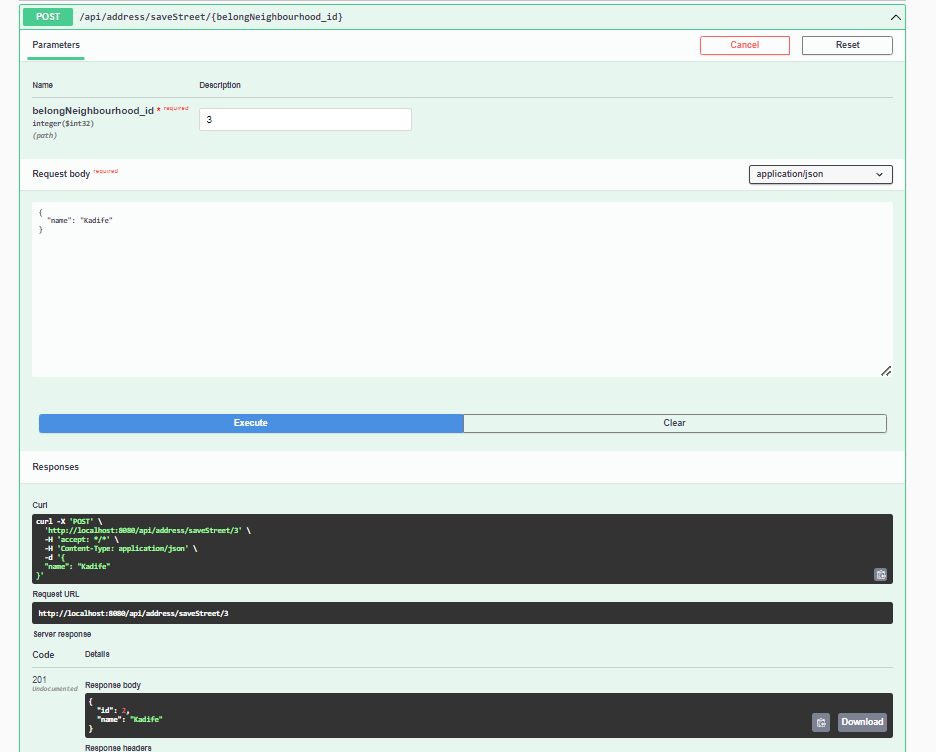 POST /api/address/saveStreet/{belongNeighbourhood_id}
Parameters
Cancel
Reset
Name Description
belongNeighbourhood_id * required
integer($int32)
(path)
3
Request body required
application/json
{
  "name": "Kadife"
}
Execute
Clear
Responses
Curl
curl -X 'POST' \
  'http://localhost:8080/api/address/saveStreet/3' \
  -H 'accept: */*' \
  -H 'Content-Type: application/json' \
  -d '{
  "name": "Kadife"
}'
Request URL
http://localhost:8080/api/address/saveStreet/3
Server response
Code Details
201
Undocumented
Response body
{
  "id": 2,
  "name": "Kadife"
}
Download
Response headers